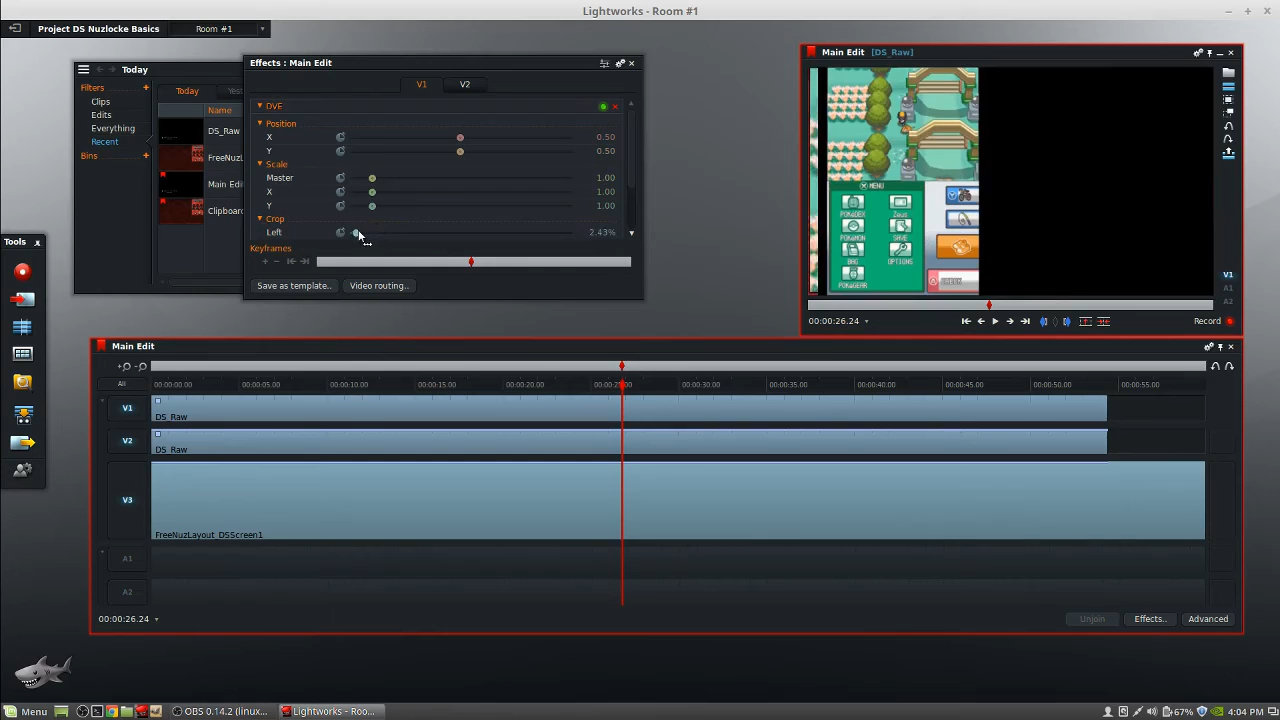 Lightworks - Room #1
Project DS Nuzlocke Basics
Room #1
Today
Filters
Clips
Edits
Everything
Recent
Bins
Today
Name
DS_Raw
Main Edi
Clipboard
Effects : Main Edit
V1
V2
DVE
Position
X
0.50
Y
0.50
Scale
Master
1.00
X
1.00
Y
1.00
Crop
Left
2.43%
Keyframes
Save as template..
Video routing..
Main Edit [DS_Raw]
MENU
POKéDEX
Zeus
POKéMON
SAVE
BAG
OPTIONS
POKéGEAR
V1
A1
A2
00:00:26.24
Record
Tools
Main Edit
All
00:00:00.00
00:00:05.00
00:00:10.00
00:00:15.00
00:00:20.00
00:00:30.00
00:00:35.00
00:00:40.00
00:00:45.00
00:00:50.00
00:00:55.00
V1
DS_Raw
V2
DS_Raw
V3
FreeNuzLayout_DSScreen1
A1
A2
00:00:26.24
Unjoin
Effects..
Advanced
Menu
OBS 0.14.2 (linux...
Lightworks - Roo...
67%
4:04 PM